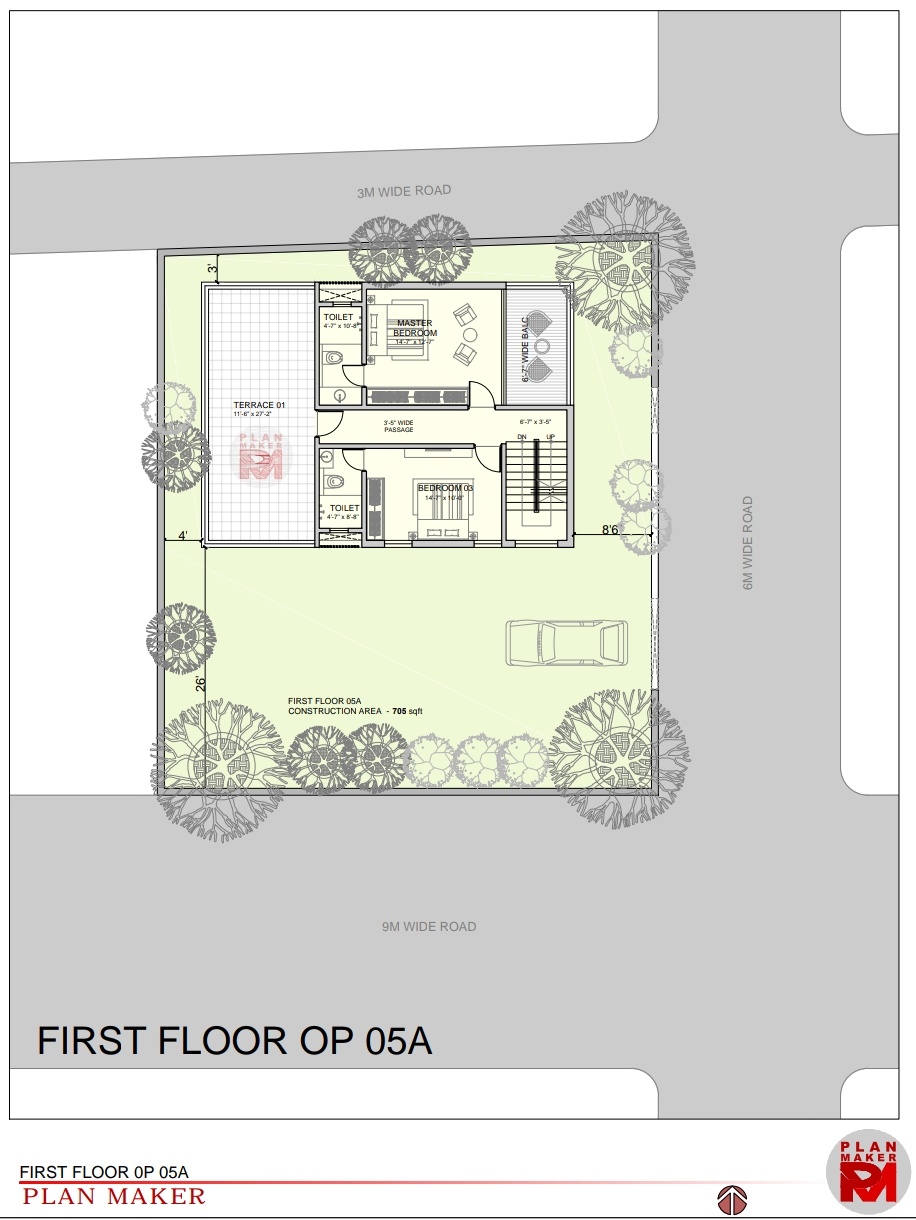 3M WIDE ROAD
3'
TOILET
4'-7" x 10'-8"
MASTER
BEDROOM
14'-7" x 12'-7"
6'-7" WIDE BALC
TERRACE 01
11'-6" x 27'-2"
3'-5" WIDE
PASSAGE
6'-7" x 3'-5"
DN UP
PLAN
MAKER
BEDROOM 03
14'-7" x 10'-0"
TOILET
4'-7" x 8'-8"
4'
8'6
6M WIDE ROAD
26'
FIRST FLOOR 05A
CONSTRUCTION AREA - 705 sqft
9M WIDE ROAD
FIRST FLOOR OP 05A
FIRST FLOOR 0P 05A
PLAN MAKER
PLAN
MAKER